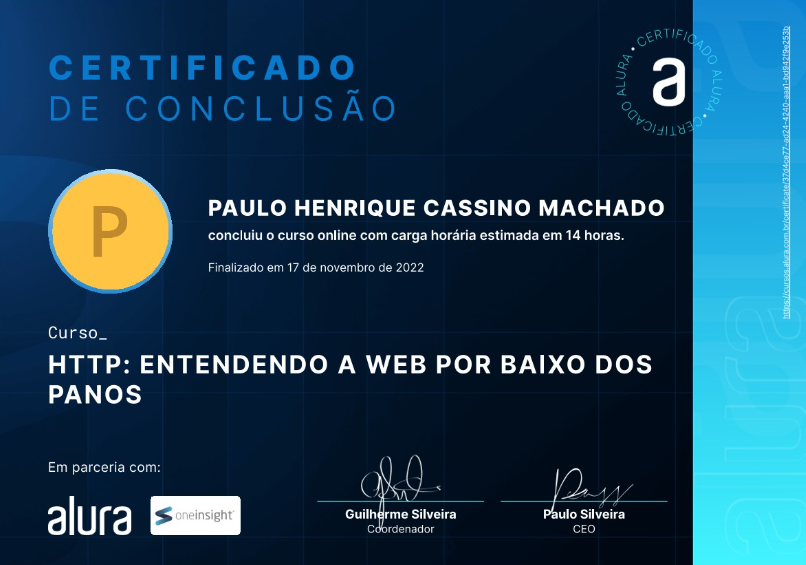 CERTIFICADO
DE CONCLUSÃO
CERTIFICADO ALURA • CERTIFICADO ALURA •
a
P
PAULO HENRIQUE CASSINO MACHADO
concluiu o curso online com carga horária estimada em 14 horas.
Finalizado em 17 de novembro de 2022
Curso_
HTTP: ENTENDENDO A WEB POR BAIXO DOS
PANOS
Em parceria com:
alura
oneinsight
Guilherme Silveira
Coordenador
Paulo Silveira
CEO
alura